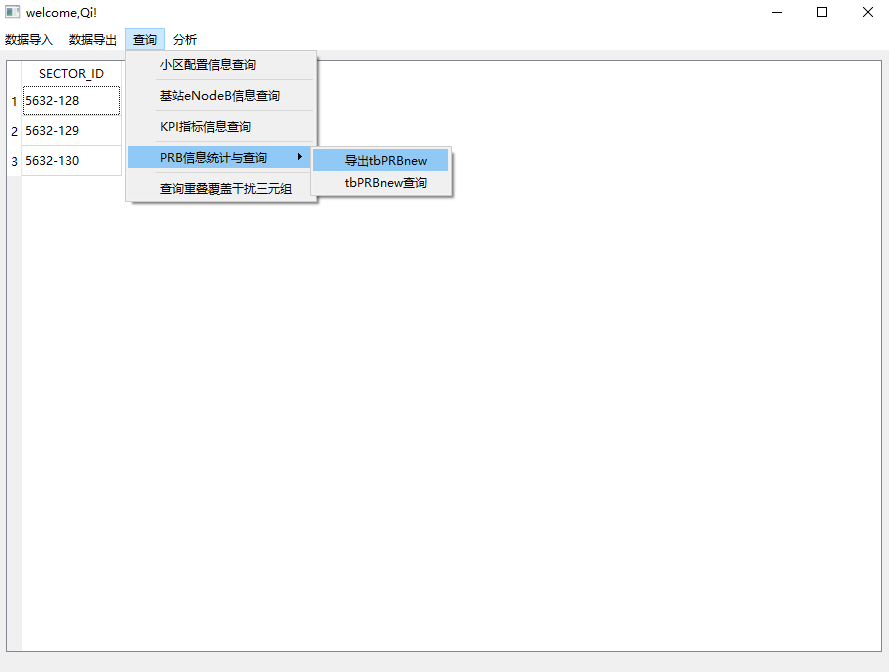 welcome,Qi!
数据导入 数据导出 查询 分析
SECTOR_ID
1 5632-128
2 5632-129
3 5632-130
小区配置信息查询
基站eNodeB信息查询
KPI指标信息查询
PRB信息统计与查询
查询重叠覆盖干扰三元组
导出tbPRBnew
tbPRBnew查询